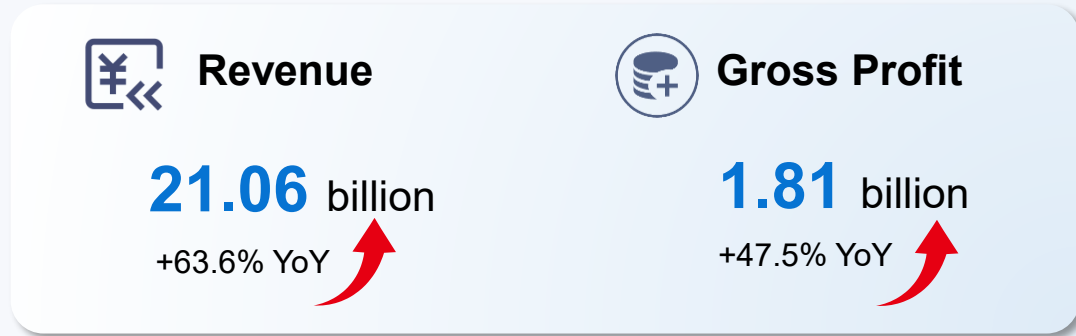 Revenue
21.06 billion
+63.6% YoY
Gross Profit
1.81 billion
+47.5% YoY